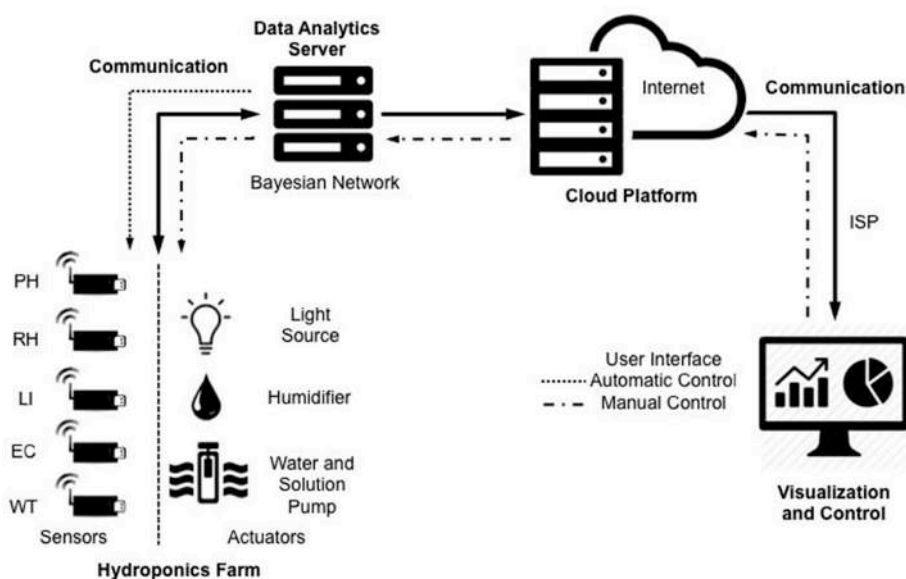 Data Analytics
Server
Communication
Bayesian Network
Internet
Cloud Platform
Communication
ISP
PH
RH
LI
EC
WT
Sensors
Light
Source
Humidifier
Water and
Solution
Pump
Actuators
Hydroponics Farm
User Interface
Automatic Control
Manual Control
Visualization
and Control